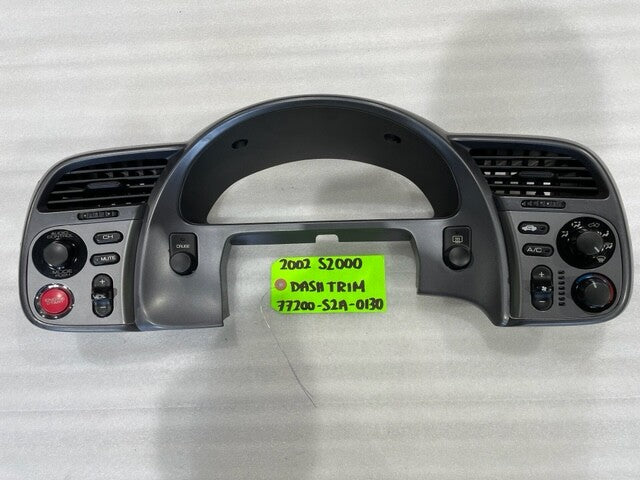 CH
MUTE
CRUISE
A/C
2002 S2000
DASH TRIM
77200-S2A-0130